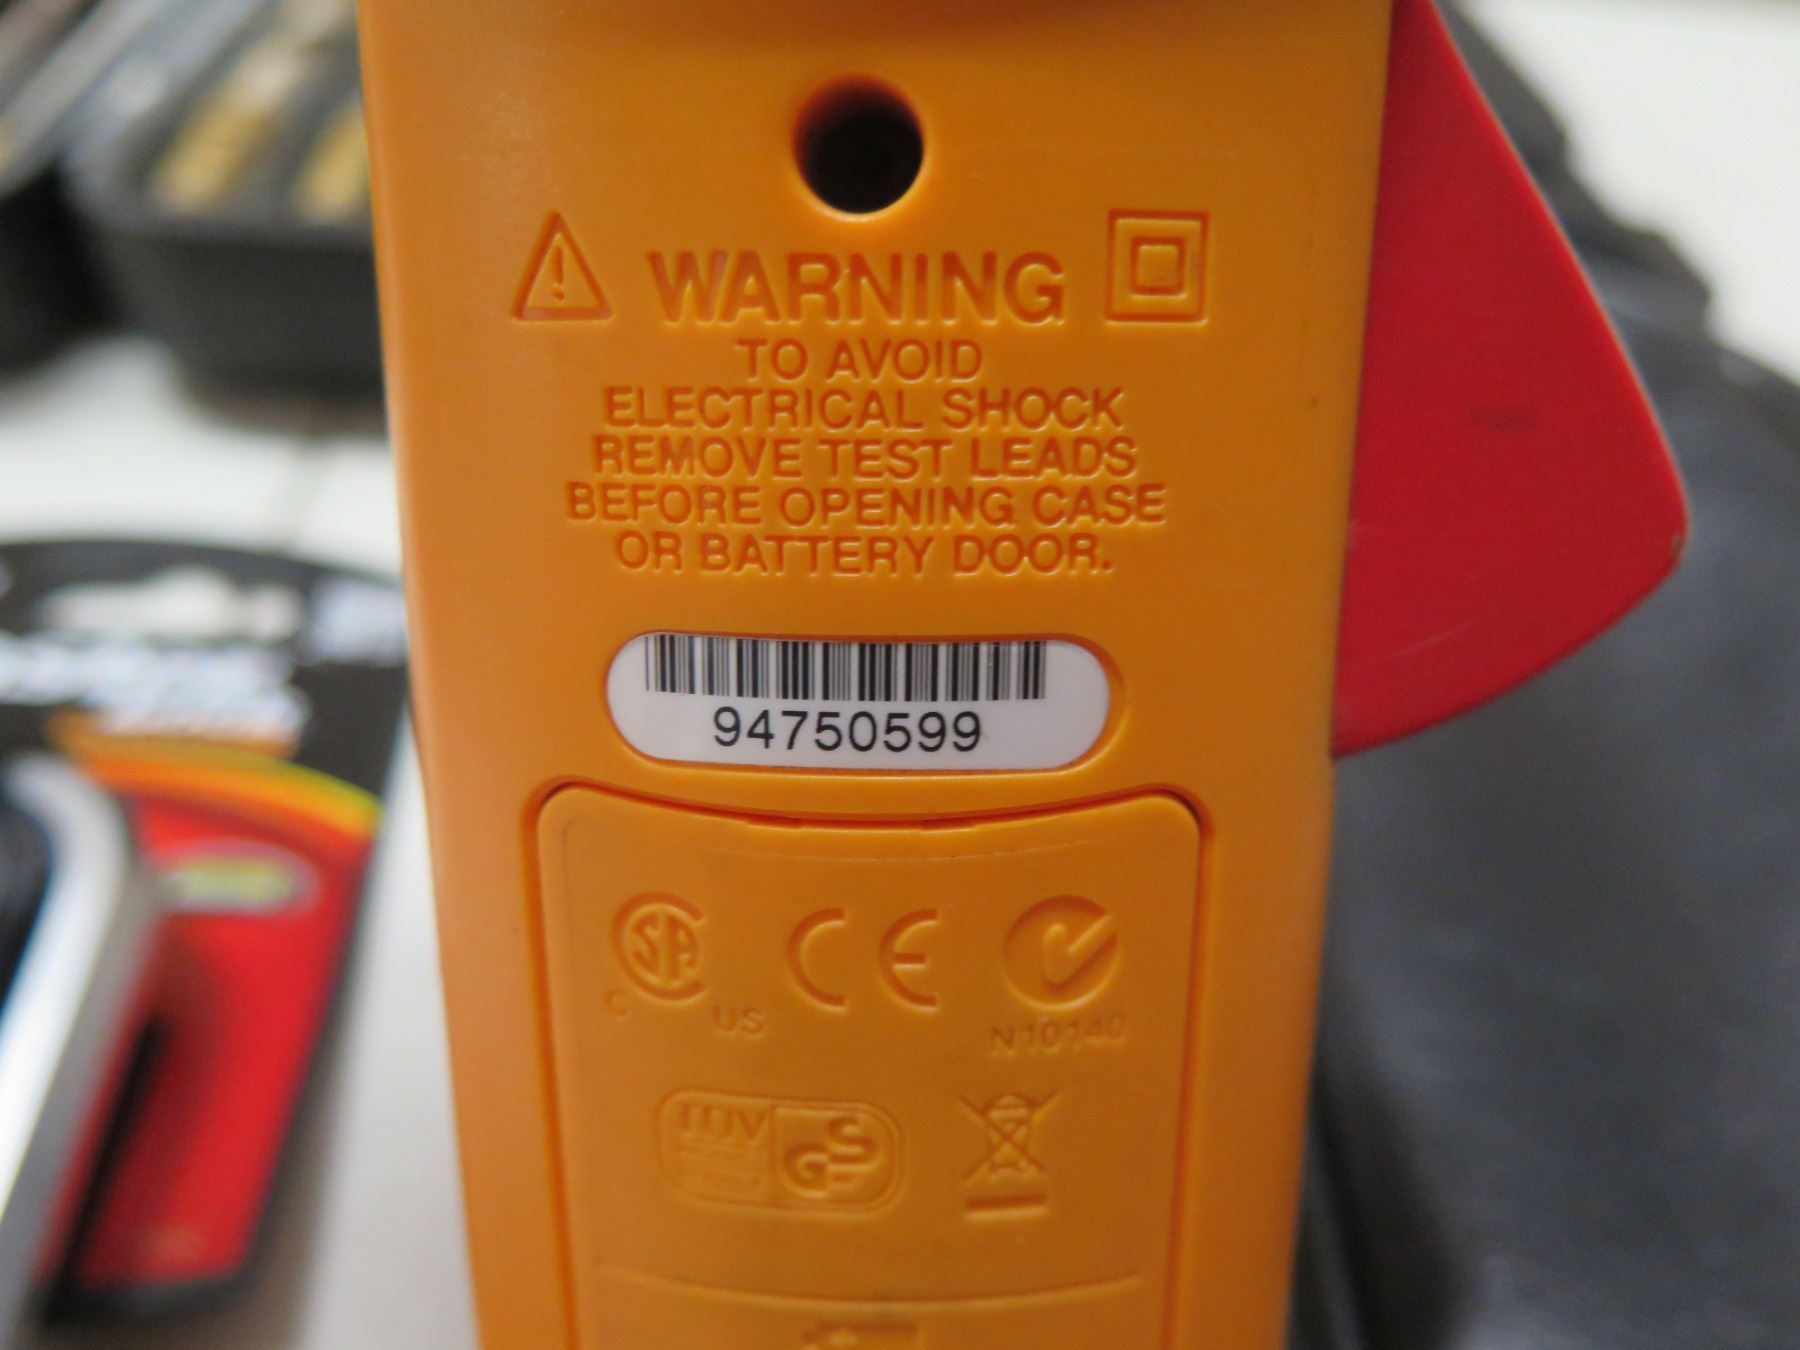 WARNING
TO AVOID
ELECTRICAL SHOCK
REMOVE TEST LEADS
BEFORE OPENING CASE
OR BATTERY DOOR.
94750599
C US
CE
N10140
TÜV GS